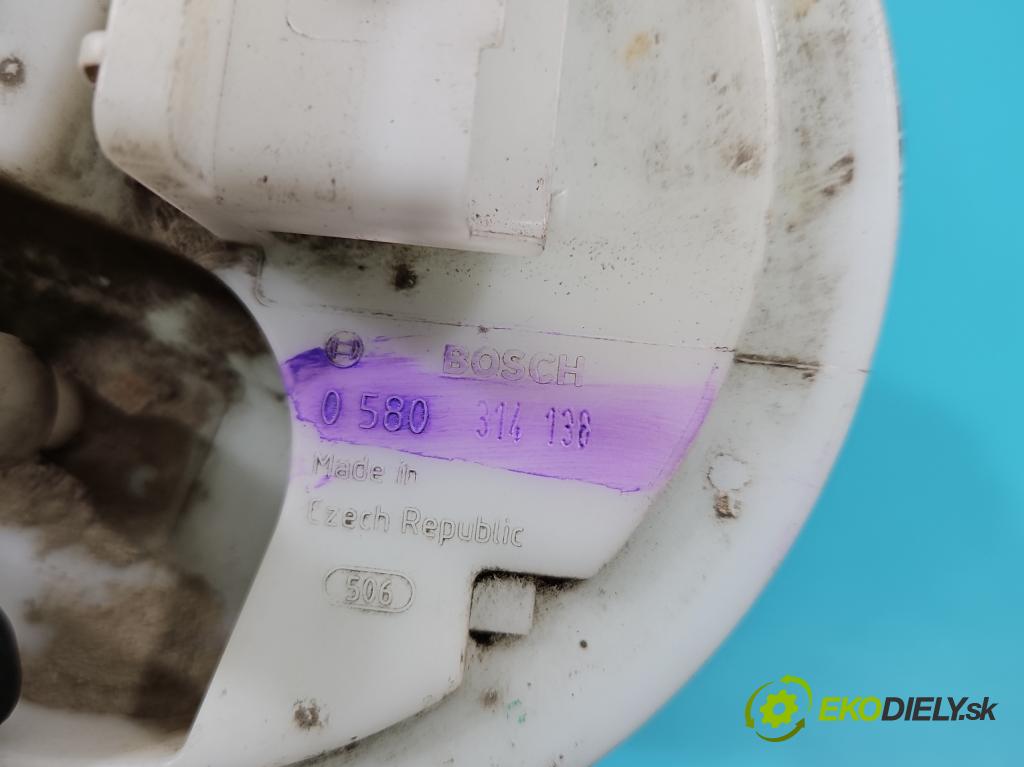 BOSCH
0 580 314 138
Made in
Czech Republic
506
EKODIELY.sk